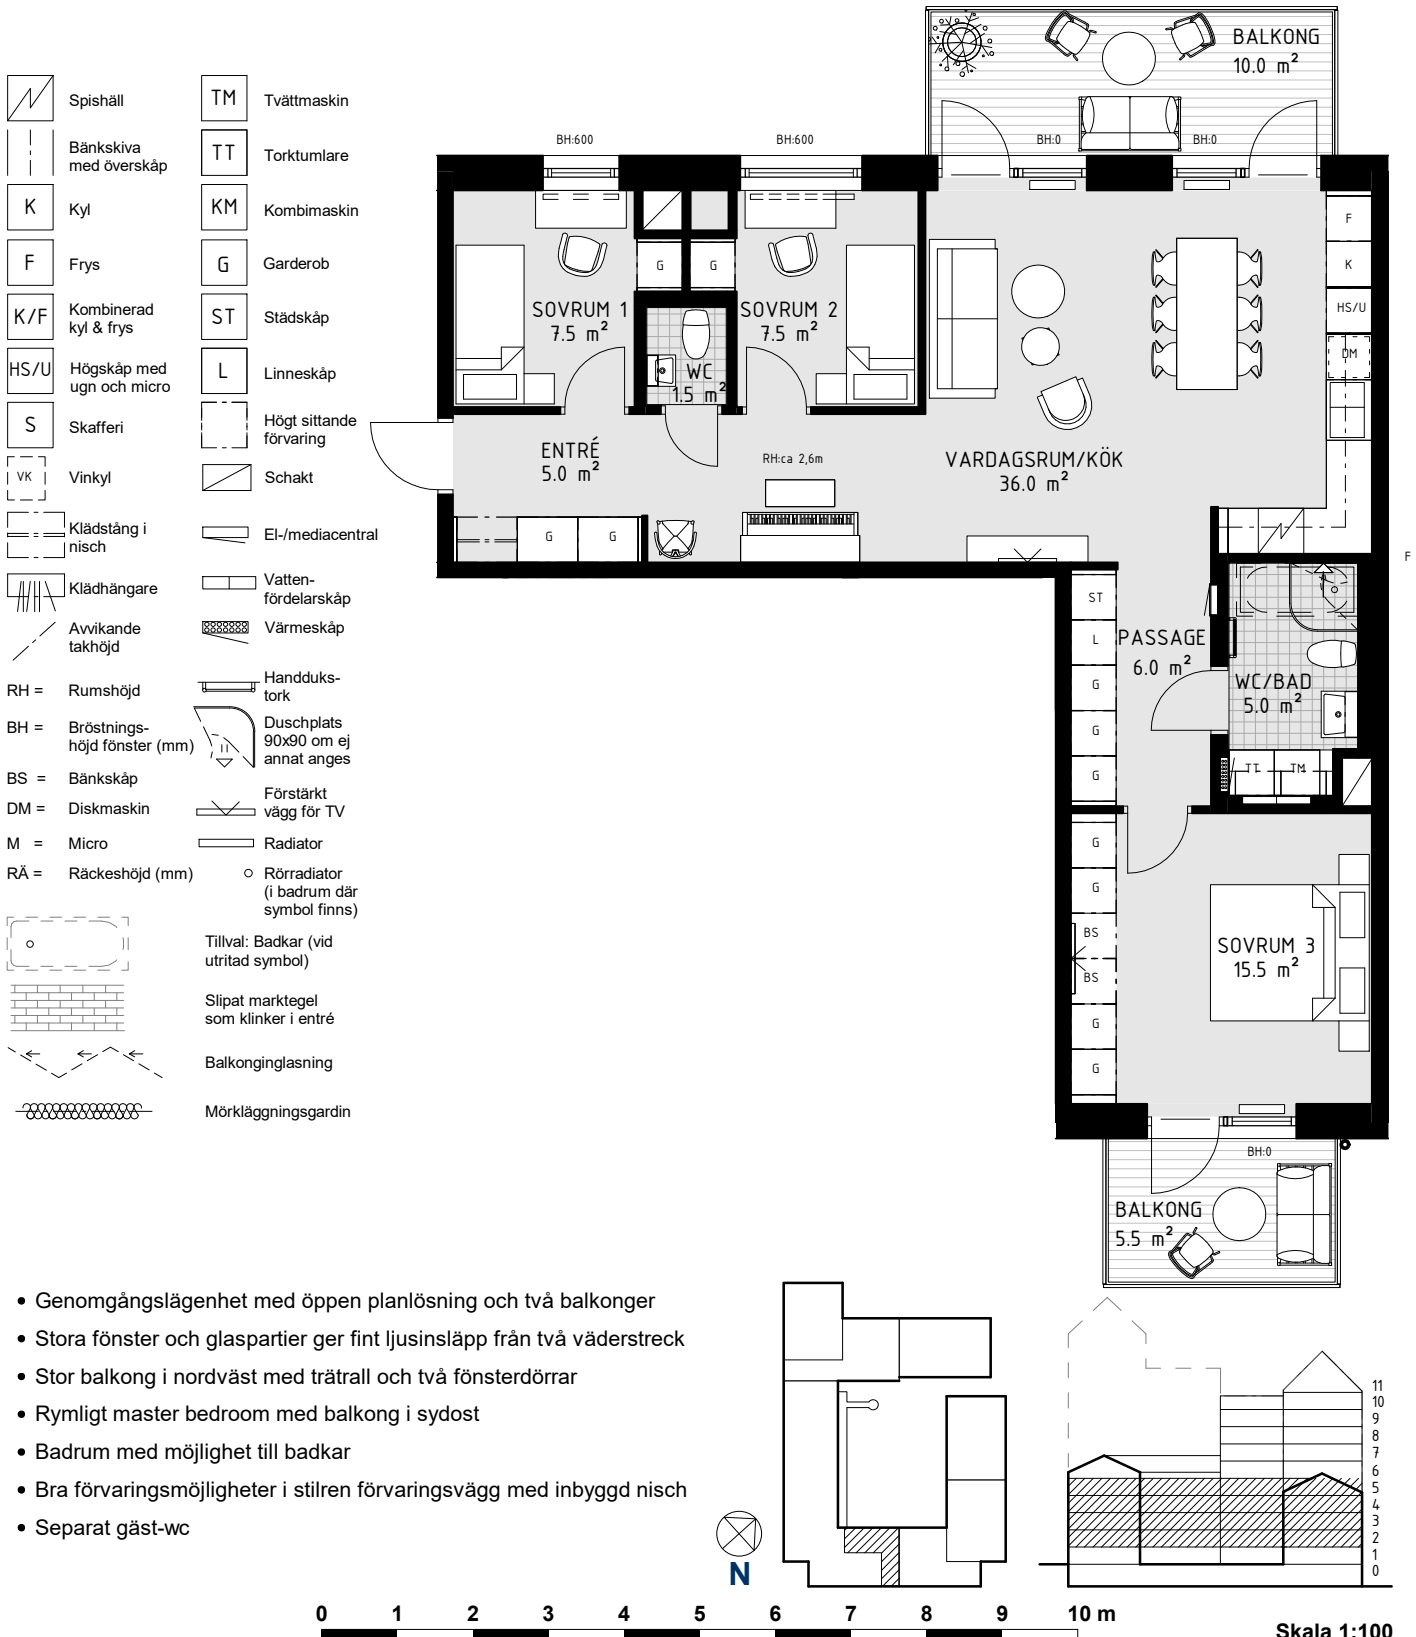 Spishäll
Bänkskiva
med överskåp
K
Kyl
F
Frys
K/F
Kombinerad
kyl & frys
HS/U
Högskåp med
ugn och micro
S
Skafferi
VK
Vinkyl
Klädstång i
nisch
Klädhängare
Avvikande
takhöjd
RH = Rumshöjd
BH = Bröstnings-
höjd fönster (mm)
BS = Bänkskåp
DM = Diskmaskin
M = Micro
RÄ = Räckeshöjd (mm)
TM
Tvättmaskin
TT
Torktumlare
KM
Kombimaskin
G
Garderob
ST
Städskåp
L
Linneskåp
Högt sittande
förvaring
Schakt
El-/mediacentral
Vatten-
fördelarskåp
Värmeskåp
Handduks-
tork
Duschplats
90x90 om ej
annat anges
Förstärkt
vägg för TV
Radiator
Rörradiator
(i badrum där
symbol finns)
Tillval: Badkar (vid
utritad symbol)
Slipat marktegel
som klinker i entré
Balkonginglasning
Mörkläggningsgardin
BALKONG
10.0 m²
BH:600
BH:600
BH:0
BH:0
F
K
HS/U
DM
G
G
SOVRUM 1
7.5 m²
SOVRUM 2
7.5 m²
WC
1.5 m²
ENTRÉ
5.0 m²
RH:ca 2,6m
VARDAGSRUM/KÖK
36.0 m²
G
G
F
ST
L
G
G
G
PASSAGE
6.0 m²
WC/BAD
5.0 m²
TT
TM
G
G
BS
BS
G
G
SOVRUM 3
15.5 m²
BH:0
BALKONG
5.5 m²
• Genomgångslägenhet med öppen planlösning och två balkonger
• Stora fönster och glaspartier ger fint ljusinsläpp från två väderstreck
• Stor balkong i nordväst med trätrall och två fönsterdörrar
• Rymligt master bedroom med balkong i sydost
• Badrum med möjlighet till badkar
• Bra förvaringsmöjligheter i stilren förvaringsvägg med inbyggd nisch
• Separat gäst-wc
N
11
10
9
8
7
6
5
4
3
2
1
0
0 1 2 3 4 5 6 7 8 9 10 m
Skala 1:100